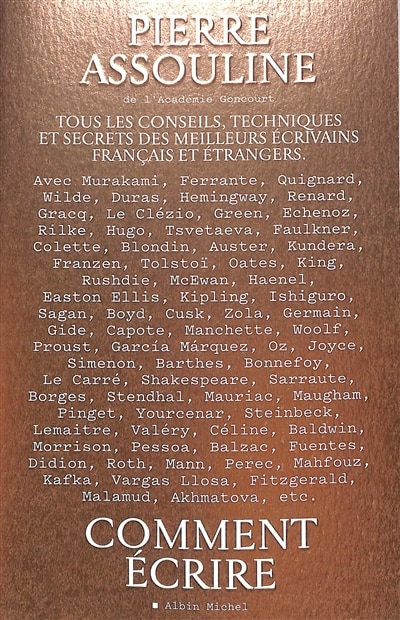 PIERRE
ASSOULINE
de l'Académie Goncourt
TOUS LES CONSEILS, TECHNIQUES
ET SECRETS DES MEILLEURS ÉCRIVAINS
FRANÇAIS ET ÉTRANGERS.
Avec Murakami, Ferrante, Quignard,
Wilde, Duras, Hemingway, Renard,
Gracq, Le Clézio, Green, Echenoz,
Rilke, Hugo, Tsvetaeva, Faulkner,
Colette, Blondin, Auster, Kundera,
Franzen, Tolstoï, Oates, King,
Rushdie, McEwan, Haenel,
Easton Ellis, Kipling, Ishiguro,
Sagan, Boyd, Cusk, Zola, Germain,
Gide, Capote, Manchette, Woolf,
Proust, García Márquez, Oz, Joyce,
Simenon, Barthes, Bonnefoy,
Le Carré, Shakespeare, Sarraute,
Borges, Stendhal, Mauriac, Maugham,
Pinget, Yourcenar, Steinbeck,
Lemaitre, Valéry, Céline, Baldwin,
Morrison, Pessoa, Balzac, Fuentes,
Didion, Roth, Mann, Perec, Mahfouz,
Kafka, Vargas Llosa, Fitzgerald,
Malamud, Akhmatova, etc.
COMMENT
ÉCRIRE
Albin Michel